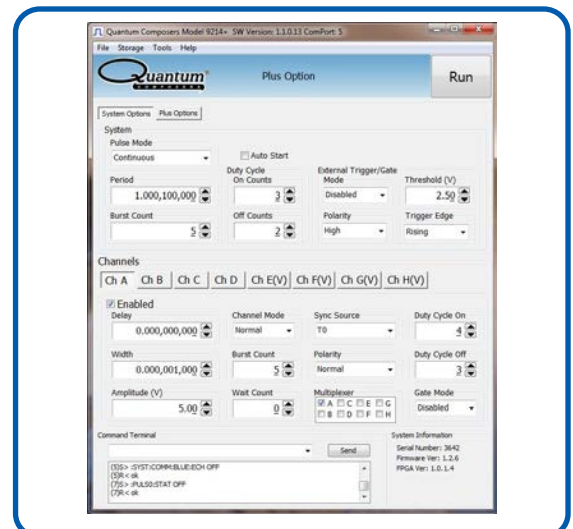 Quantum Composers Model 9214+ SW Version: 1.1.0.13 ComPort: 5
File Storage Tools Help
Quantum
COMPOSERS
Plus Option
Run
System Options Plus Options
System
Pulse Mode
Continuous
Auto Start
Duty Cycle
External Trigger/Gate
Period On Counts Mode Threshold (V)
1.000,100,000 3 Disabled 2.50
Burst Count Off Counts Polarity Trigger Edge
5 2 High Rising
Channels
Ch A Ch B Ch C Ch D Ch E(V) Ch F(V) Ch G(V) Ch H(V)
Enabled
Delay Channel Mode Sync Source Duty Cycle On
0.000,000,000 Normal T0 4
Width Burst Count Polarity Duty Cycle Off
0.000,001,000 5 Normal 3
Amplitude (V) Wait Count Multiplexer Gate Mode
5.00 0 A C E G Disabled
B D F H
Command Terminal System Information
Send Serial Number: 3642
Firmware Ver: 1.2.6
FPGA Ver: 1.0.1.4
(5)S> :SYST:COMM:BLUE:ECH OFF
(5)R< ok
(7)S> :PULS0:STAT OFF
(7)R< ok